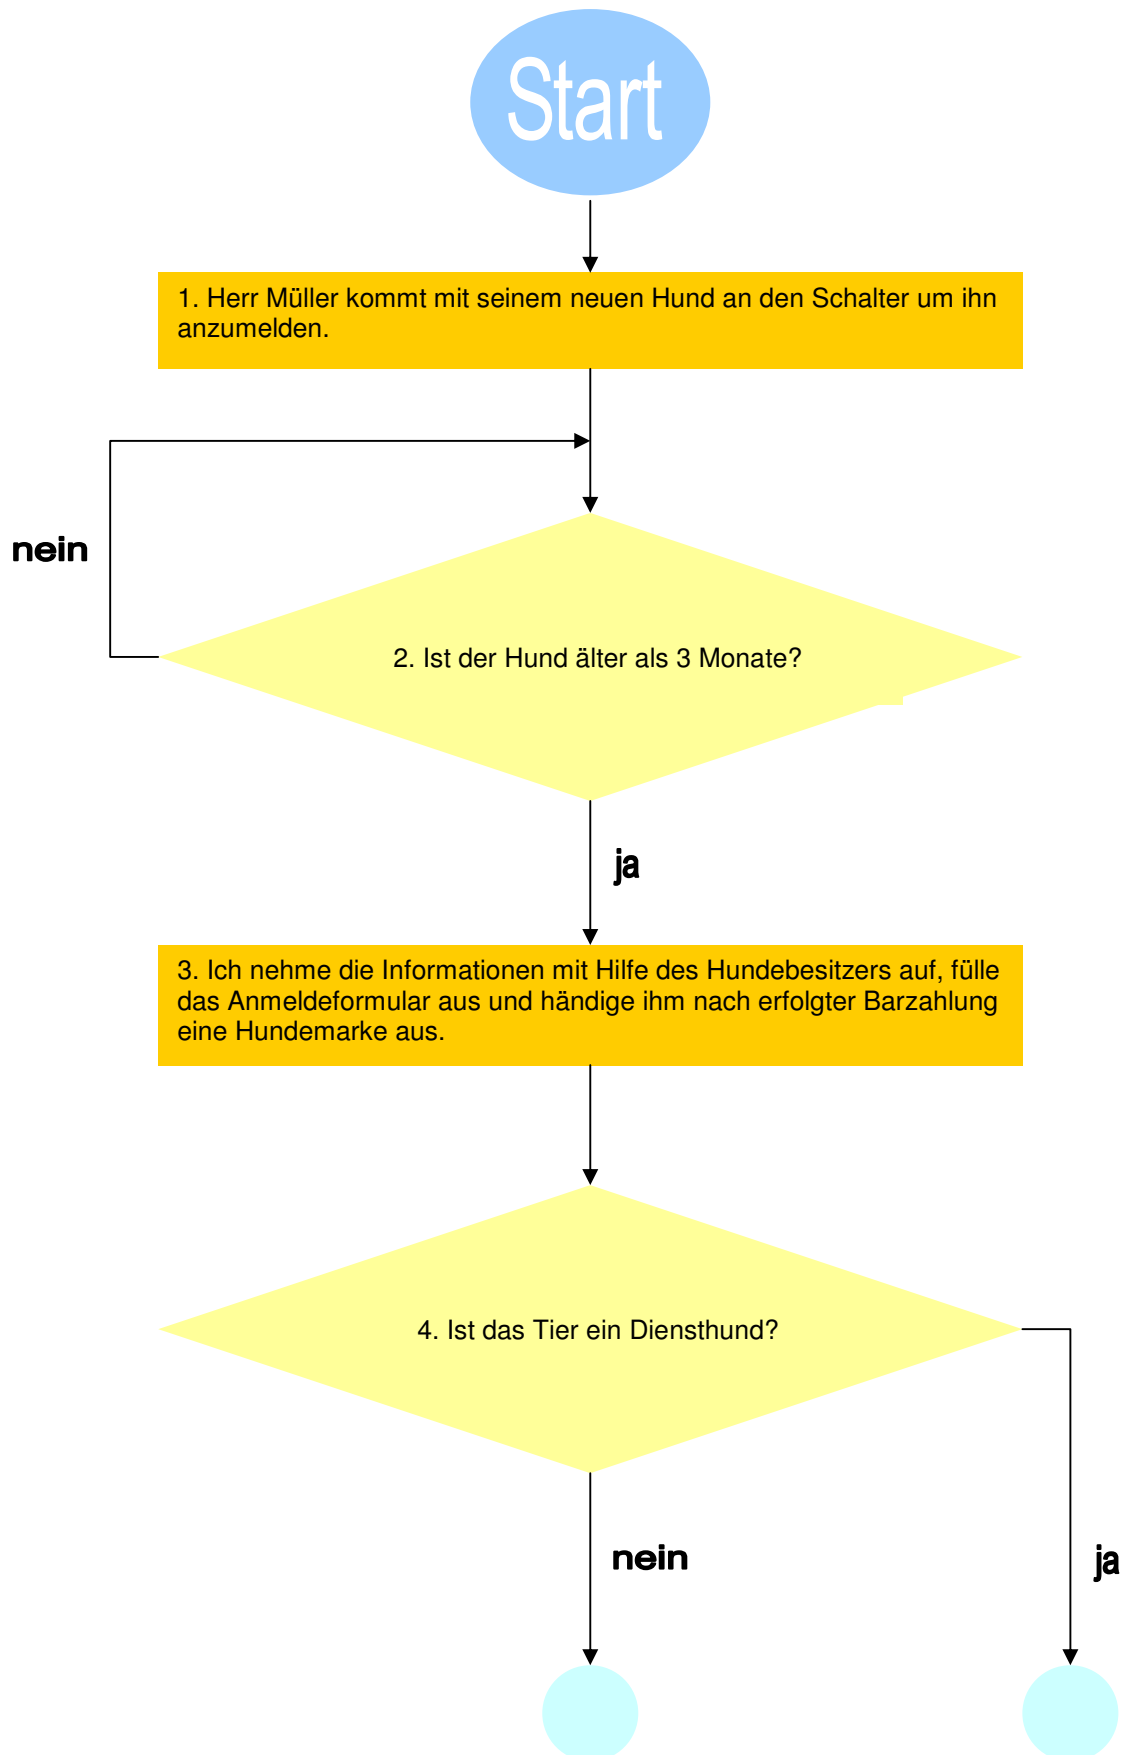 Start
1. Herr Müller kommt mit seinem neuen Hund an den Schalter um ihn
anzumelden.
nein
2. Ist der Hund älter als 3 Monate?
ja
3. Ich nehme die Informationen mit Hilfe des Hundebesitzers auf, fülle
das Anmeldeformular aus und händige ihm nach erfolgter Barzahlung
eine Hundemarke aus.
4. Ist das Tier ein Diensthund?
nein
ja